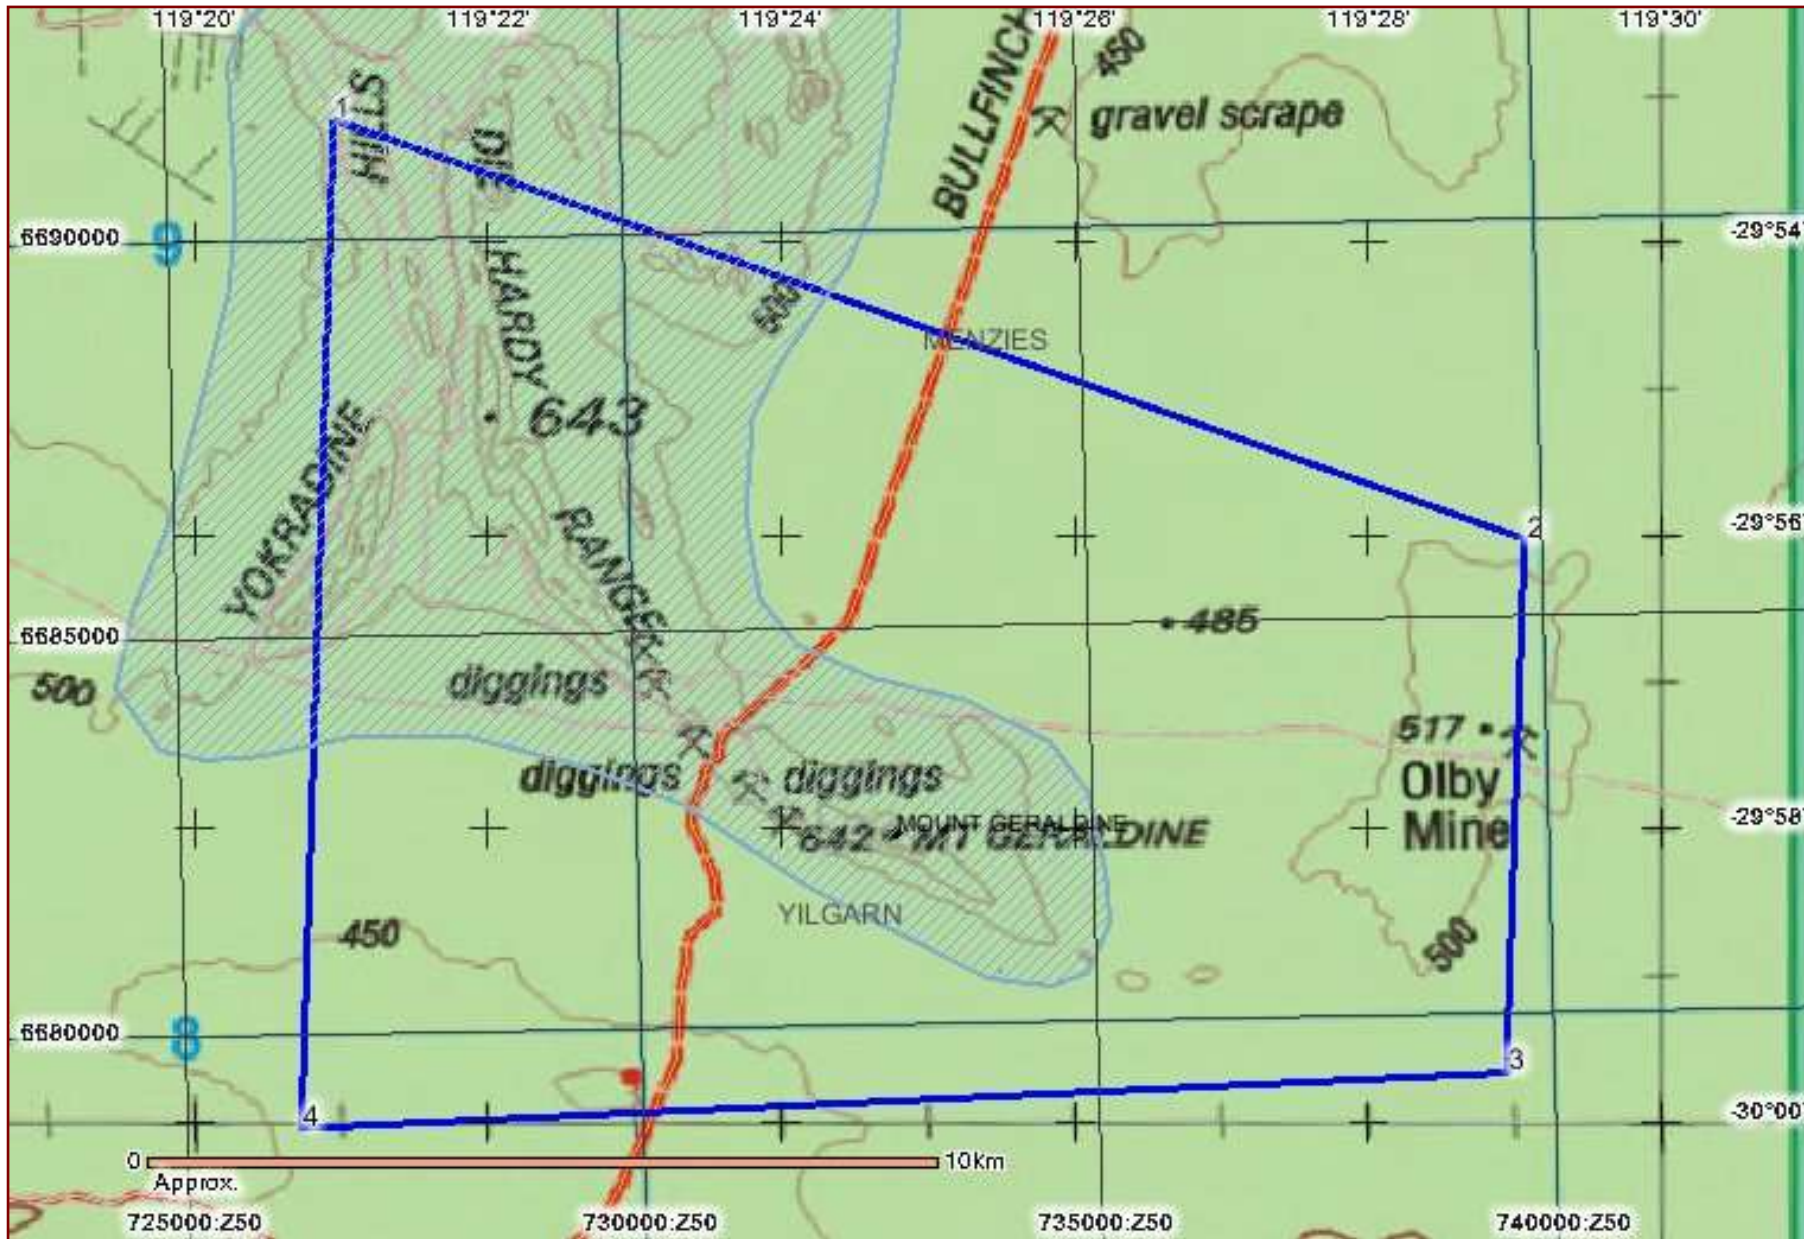 119°20'
119°22'
119°24'
119°26'
119°28'
119°30'
1
HILLS
DIE
HARDY
RANGE
YOKRADINE
450
gravel scrape
9
6690000
-29°54'
500
MENZIES
643
2
-29°56'
485
6685000
500
diggings
517
Olby
Mine
diggings
diggings
-29°58'
MOUNT GERALDINE
642 MT GERALDINE
YILGARN
450
500
6680000
8
3
4
-30°00'
0
10km
Approx.
725000:Z50
730000:Z50
735000:Z50
740000:Z50